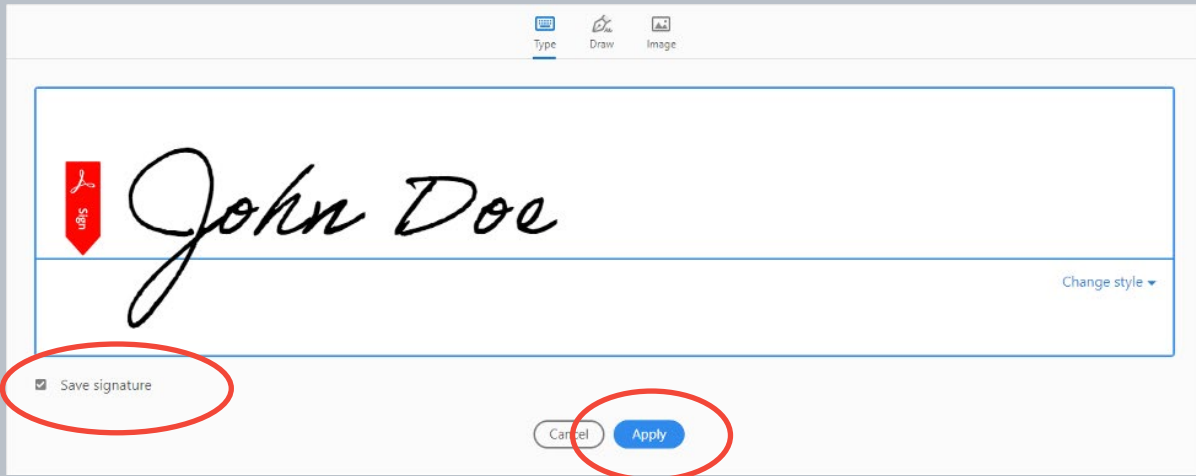 Type Draw Image
Sign
John Doe
Change style
Save signature
Cancel Apply